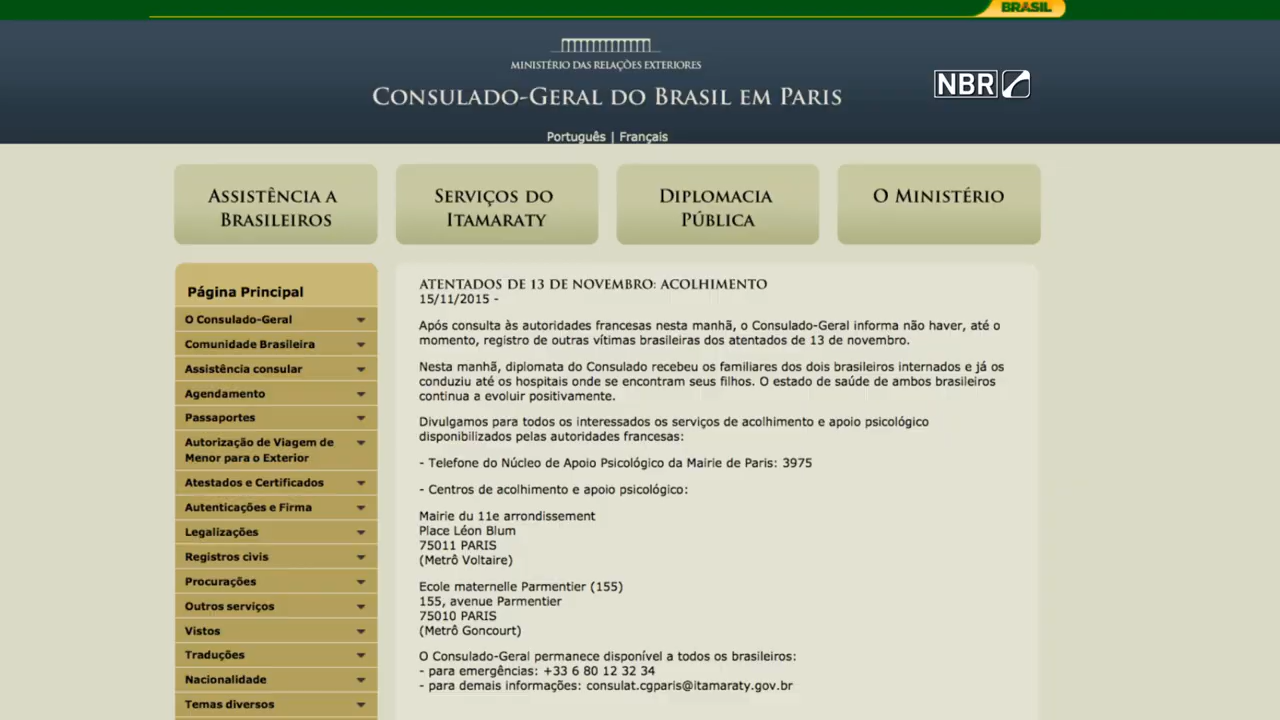 BRASIL
MINISTÉRIO DAS RELAÇÕES EXTERIORES
CONSULADO-GERAL DO BRASIL EM PARIS
NBR
Português | Français
ASSISTÊNCIA A
BRASILEIROS
SERVIÇOS DO
ITAMARATY
DIPLOMACIA
PÚBLICA
O MINISTÉRIO
Página Principal
O Consulado-Geral
Comunidade Brasileira
Assistência consular
Agendamento
Passaportes
Autorização de Viagem de
Menor para o Exterior
Atestados e Certificados
Autenticações e Firma
Legalizações
Registros civis
Procurações
Outros serviços
Vistos
Traduções
Nacionalidade
Temas diversos
ATENTADOS DE 13 DE NOVEMBRO: ACOLHIMENTO
15/11/2015 -
Após consulta às autoridades francesas nesta manhã, o Consulado-Geral informa não haver, até o
momento, registro de outras vítimas brasileiras dos atentados de 13 de novembro.
Nesta manhã, diplomata do Consulado recebeu os familiares dos dois brasileiros internados e já os
conduziu até os hospitais onde se encontram seus filhos. O estado de saúde de ambos brasileiros
continua a evoluir positivamente.
Divulgamos para todos os interessados os serviços de acolhimento e apoio psicológico
disponibilizados pelas autoridades francesas:
- Telefone do Núcleo de Apoio Psicológico da Mairie de Paris: 3975
- Centros de acolhimento e apoio psicológico:
Mairie du 11e arrondissement
Place Léon Blum
75011 PARIS
(Metrô Voltaire)
Ecole maternelle Parmentier (155)
155, avenue Parmentier
75010 PARIS
(Metrô Goncourt)
O Consulado-Geral permanece disponível a todos os brasileiros:
- para emergências: +33 6 80 12 32 34
- para demais informações: consulat.cgparis@itamaraty.gov.br